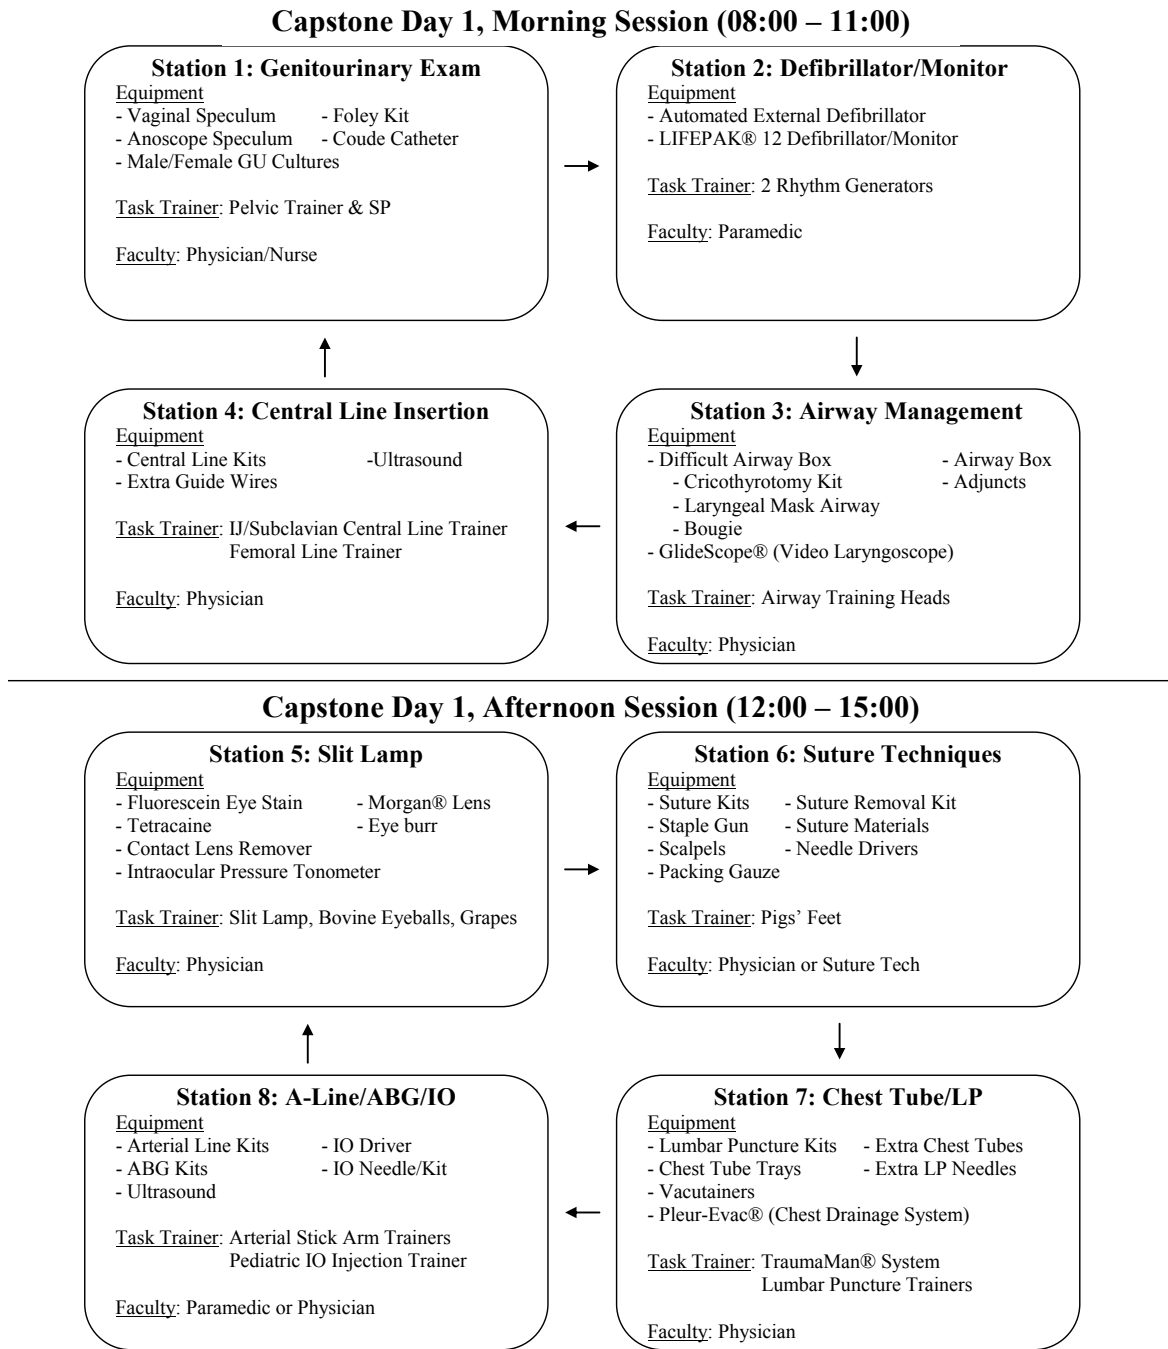 Capstone Day 1, Morning Session (08:00 – 11:00)
Station 1: Genitourinary Exam
Equipment
- Vaginal Speculum - Foley Kit
- Anoscope Speculum - Coude Catheter
- Male/Female GU Cultures
Task Trainer: Pelvic Trainer & SP
Faculty: Physician/Nurse
Station 2: Defibrillator/Monitor
Equipment
- Automated External Defibrillator
- LIFEPAK® 12 Defibrillator/Monitor
Task Trainer: 2 Rhythm Generators
Faculty: Paramedic
Station 4: Central Line Insertion
Equipment
- Central Line Kits -Ultrasound
- Extra Guide Wires
Task Trainer: IJ/Subclavian Central Line Trainer
Femoral Line Trainer
Faculty: Physician
Station 3: Airway Management
Equipment
- Difficult Airway Box - Airway Box
- Cricothyrotomy Kit - Adjuncts
- Laryngeal Mask Airway
- Bougie
- GlideScope® (Video Laryngoscope)
Task Trainer: Airway Training Heads
Faculty: Physician
Capstone Day 1, Afternoon Session (12:00 – 15:00)
Station 5: Slit Lamp
Equipment
- Fluorescein Eye Stain - Morgan® Lens
- Tetracaine - Eye burr
- Contact Lens Remover
- Intraocular Pressure Tonometer
Task Trainer: Slit Lamp, Bovine Eyeballs, Grapes
Faculty: Physician
Station 6: Suture Techniques
Equipment
- Suture Kits - Suture Removal Kit
- Staple Gun - Suture Materials
- Scalpels - Needle Drivers
- Packing Gauze
Task Trainer: Pigs’ Feet
Faculty: Physician or Suture Tech
Station 8: A-Line/ABG/IO
Equipment
- Arterial Line Kits - IO Driver
- ABG Kits - IO Needle/Kit
- Ultrasound
Task Trainer: Arterial Stick Arm Trainers
Pediatric IO Injection Trainer
Faculty: Paramedic or Physician
Station 7: Chest Tube/LP
Equipment
- Lumbar Puncture Kits - Extra Chest Tubes
- Chest Tube Trays - Extra LP Needles
- Vacutainers
- Pleur-Evac® (Chest Drainage System)
Task Trainer: TraumaMan® System
Lumbar Puncture Trainers
Faculty: Physician